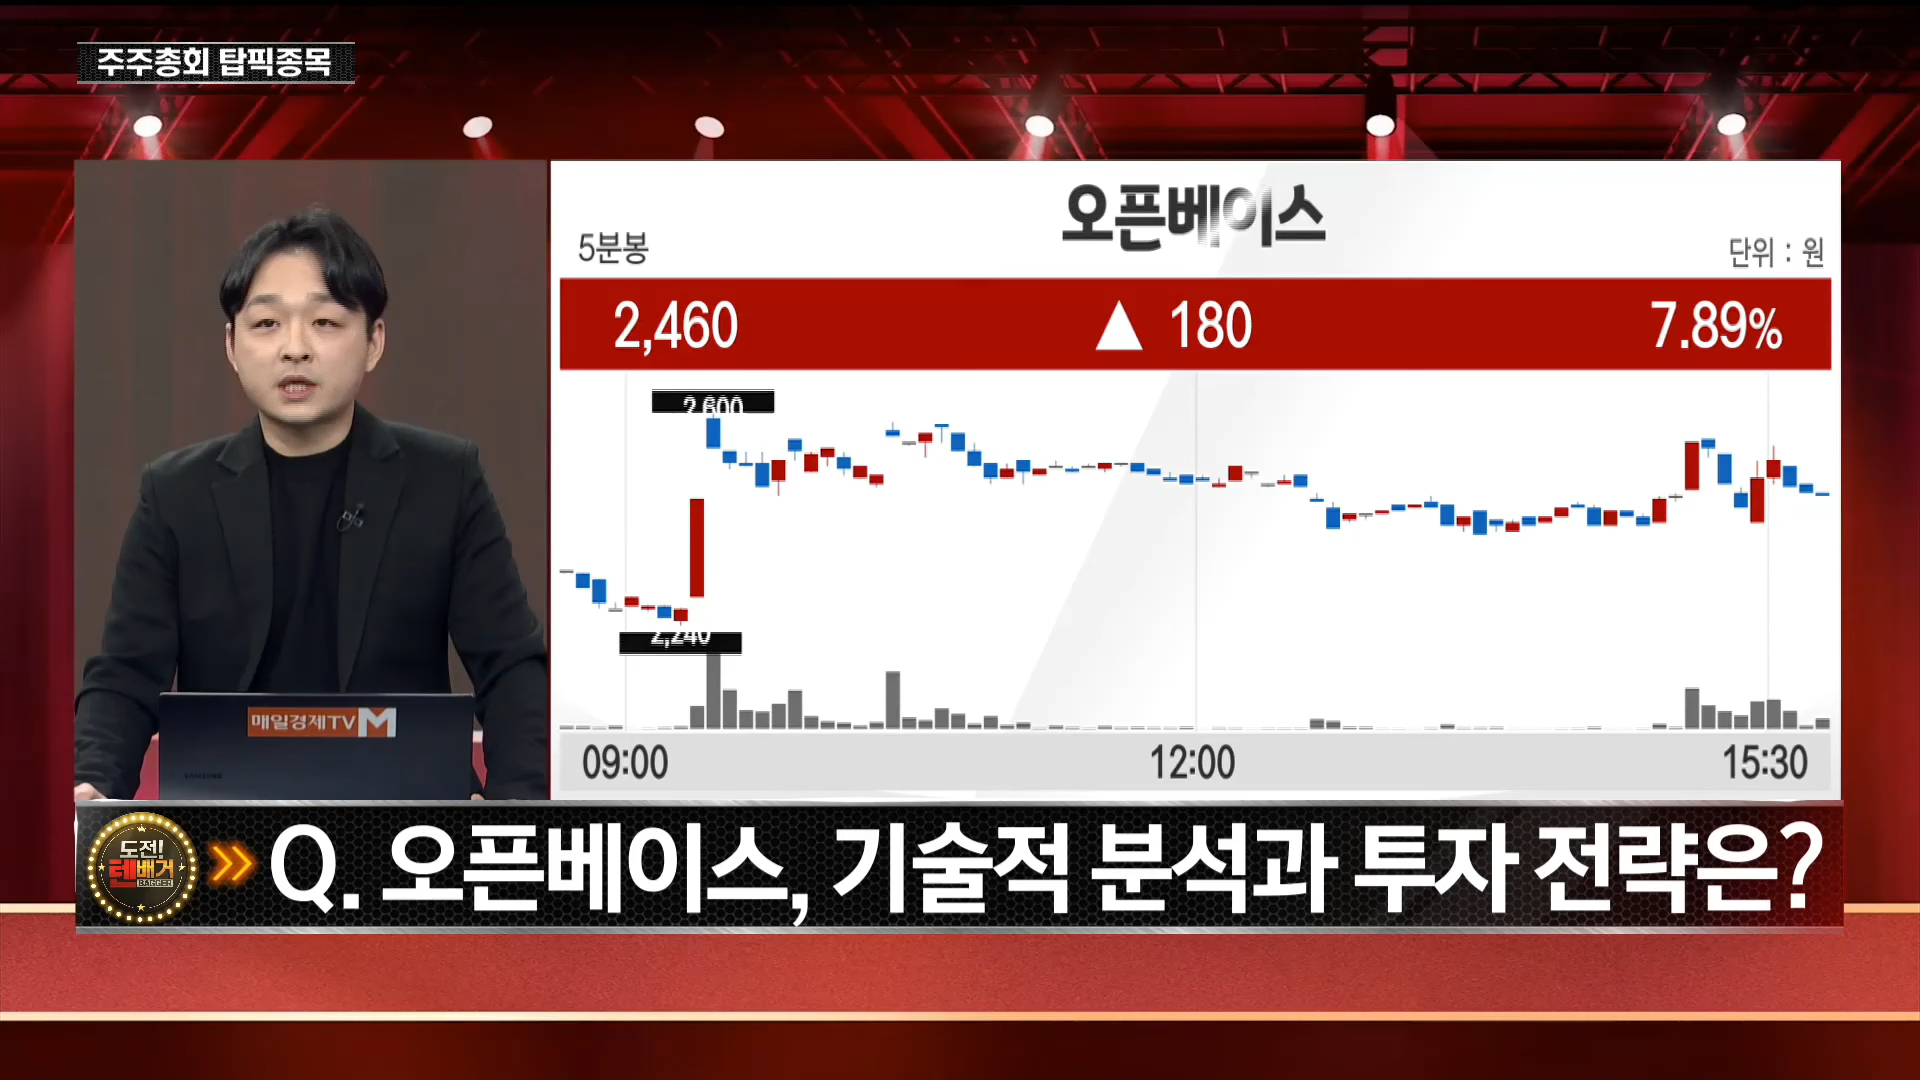 주주총회 탑픽종목
오픈베이스
5분봉
단위 : 원
2,460 ▲ 180 7.89%
2,600
2,240
09:00 12:00 15:30
매일경제TV M
SAMSUNG
도전!
텐배거
BAGGER
Q. 오픈베이스, 기술적 분석과 투자 전략은?